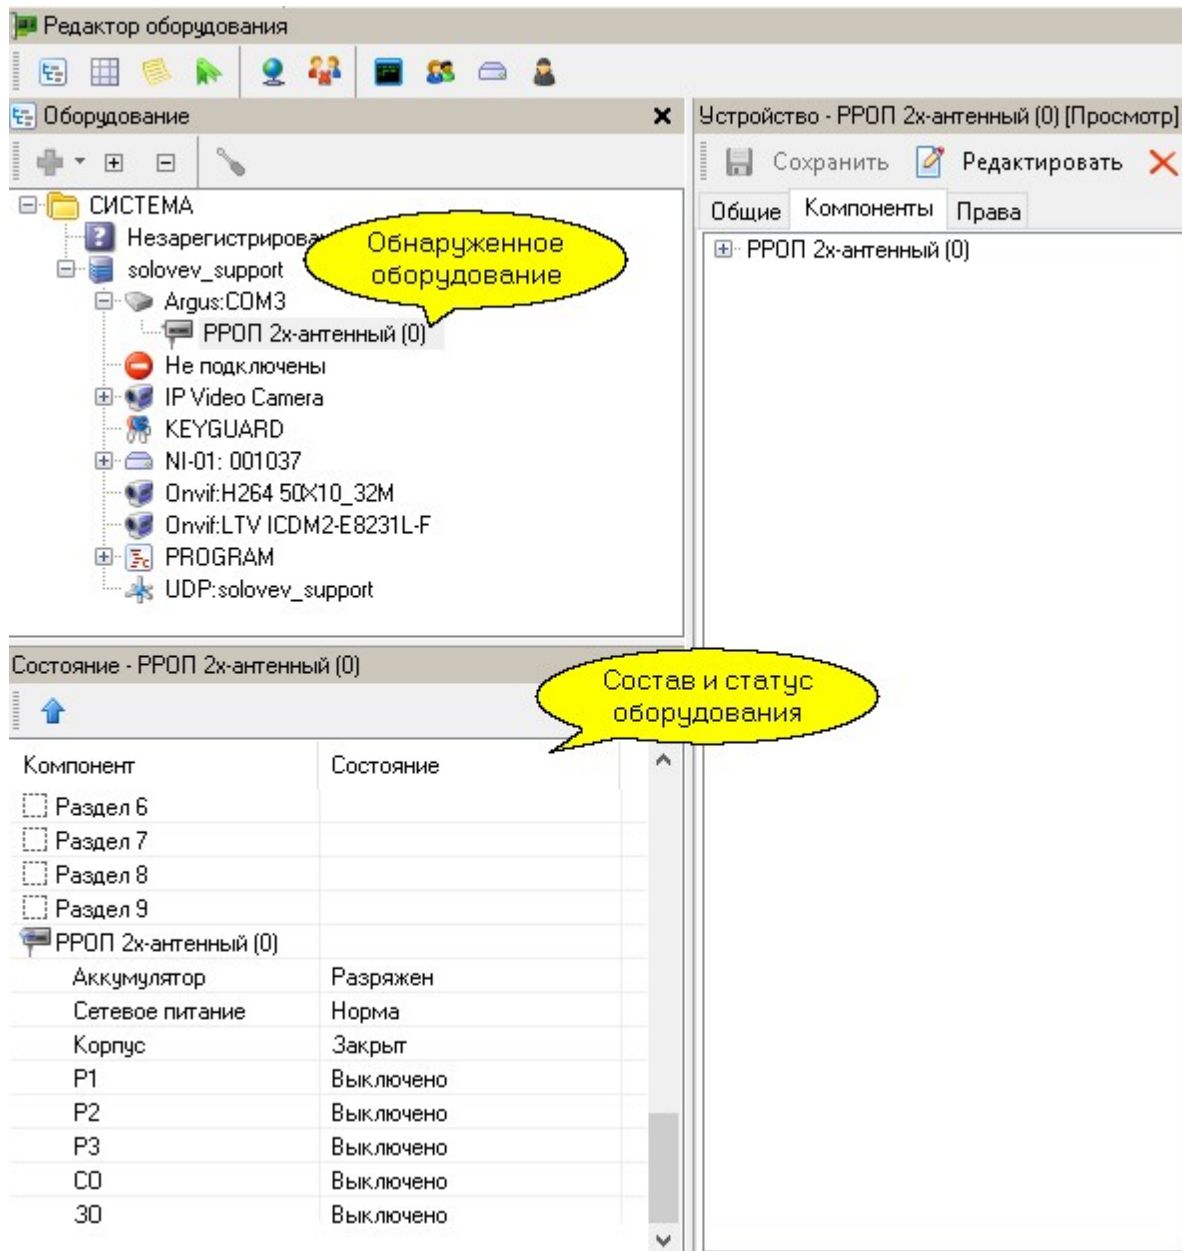 Редактор оборудования
Оборудование
СИСТЕМА
Незарегистриров
solovev_support
Argus:COM3
РРОП 2х-антенный (0)
Не подключены
IP Video Camera
KEYGUARD
NI-01: 001037
Onvif:H264 50X10_32M
Onvif:LTV ICDM2-E8231L-F
PROGRAM
UDP:solovev_support
Обнаруженное
оборудование
Устройство - РРОП 2х-антенный (0) [Просмотр]
Сохранить Редактировать
Общие Компоненты Права
РРОП 2х-антенный (0)
Состояние - РРОП 2х-антенный (0)
Состав и статус
оборудования
Компонент Состояние
Раздел 6
Раздел 7
Раздел 8
Раздел 9
РРОП 2х-антенный (0)
Аккумулятор Разряжен
Сетевое питание Норма
Корпус Закрыт
P1 Выключено
P2 Выключено
P3 Выключено
СО Выключено
ЗО Выключено